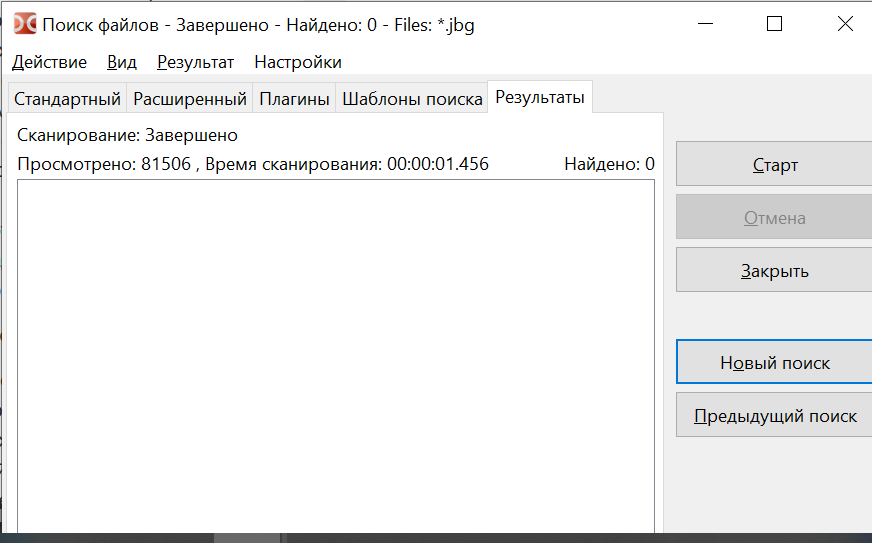 Поиск файлов - Завершено - Найдено: 0 - Files: *.jbg
Действие Вид Результат Настройки
Стандартный Расширенный Плагины Шаблоны поиска Результаты
Сканирование: Завершено
Просмотрено: 81506 , Время сканирования: 00:00:01.456 Найдено: 0
Старт
Отмена
Закрыть
Новый поиск
Предыдущий поиск